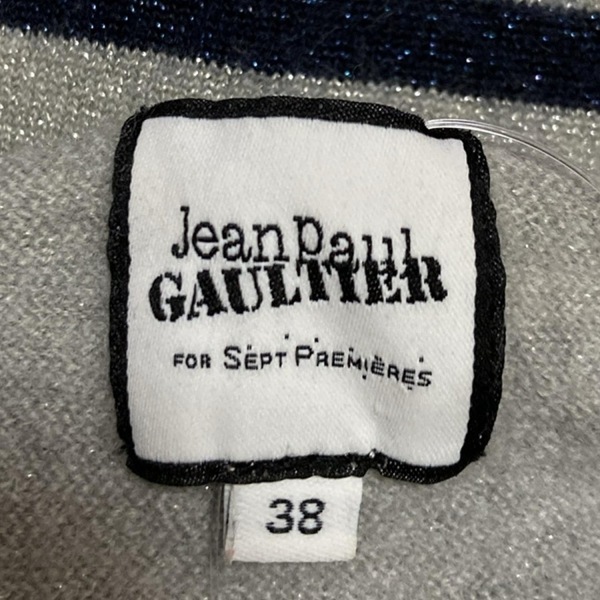 Jean Paul
GAULTIER
FOR SEPT PREMIÈRES
38